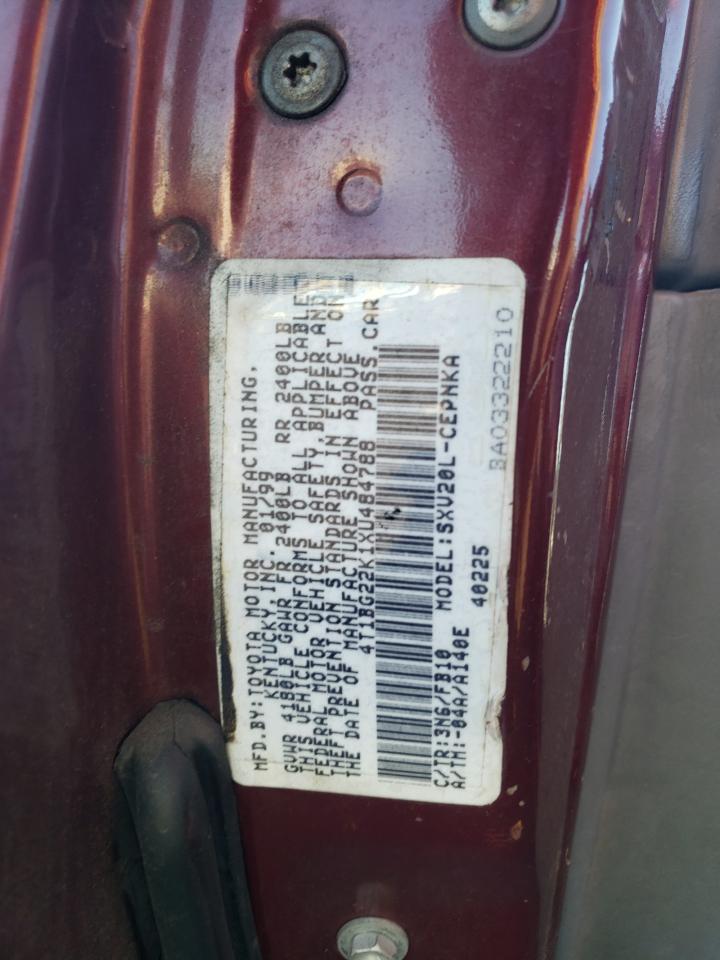 MFD. BY: TOYOTA MOTOR MANUFACTURING,
KENTUCKY, INC. 01/99
GVWR 4180LB GAWR FR 2400LB RR 2400LB
THIS VEHICLE CONFORMS TO ALL APPLICABLE
FEDERAL MOTOR VEHICLE SAFETY, BUMPER AND
THEFT PREVENTION STANDARDS IN EFFECT ON
THE DATE OF MANUFACTURE SHOWN ABOVE
4T1BG22K1XU484788 PASS. CAR
C/TR: 3N6/FB10 MODEL: SXV20L-CEPNKA
A/TM: -04A/A140E 40225
BA03322210